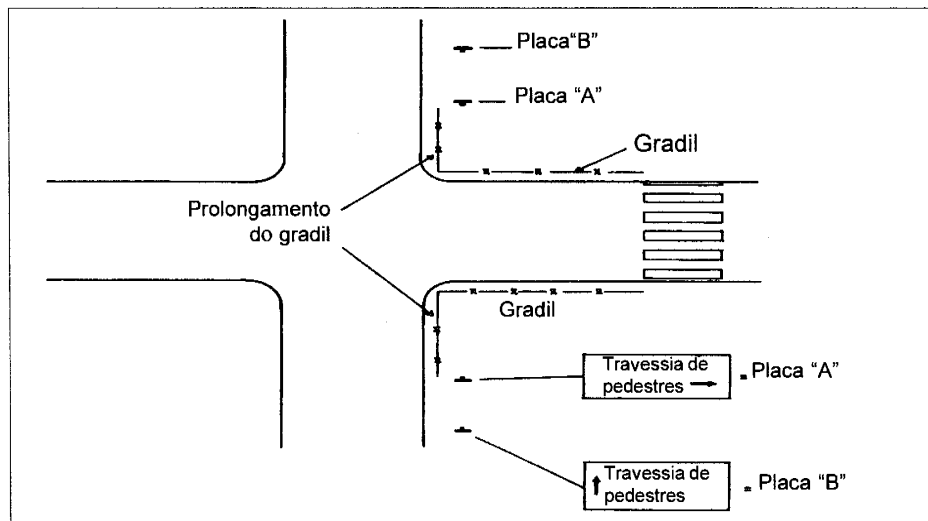 Placa“B”
Placa “A”
Gradil
Prolongamento
do gradil
Gradil
Travessia de
pedestres →
= Placa “A”
↑ Travessia de
pedestres
= Placa “B”